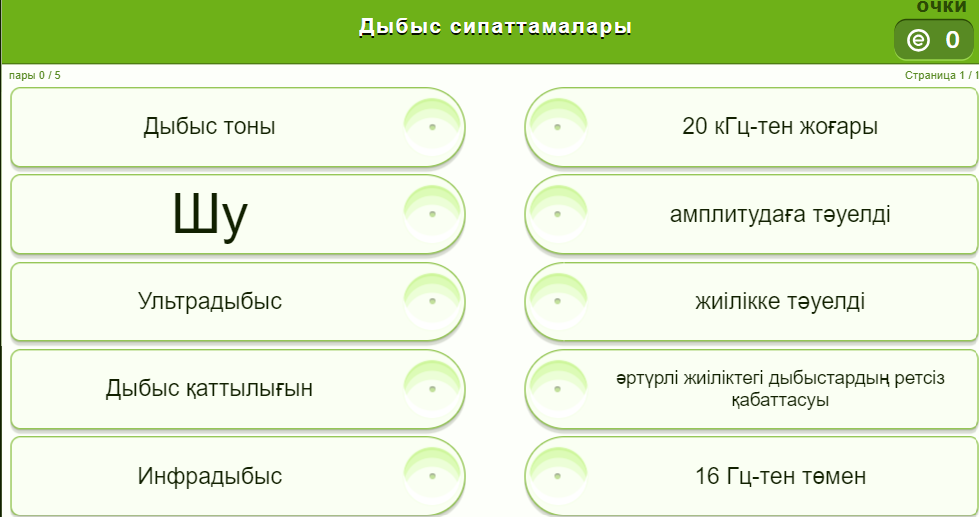 очки
Дыбыс сипаттамалары
0
пары 0 / 5
Страница 1 / 1
Дыбыс тоны
20 кГц-тен жоғары
Шу
амплитудаға тәуелді
Ультрадыбыс
жиілікке тәуелді
Дыбыс қаттылығын
әртүрлі жиіліктегі дыбыстардың ретсіз
қабаттасуы
Инфрадыбыс
16 Гц-тен төмен